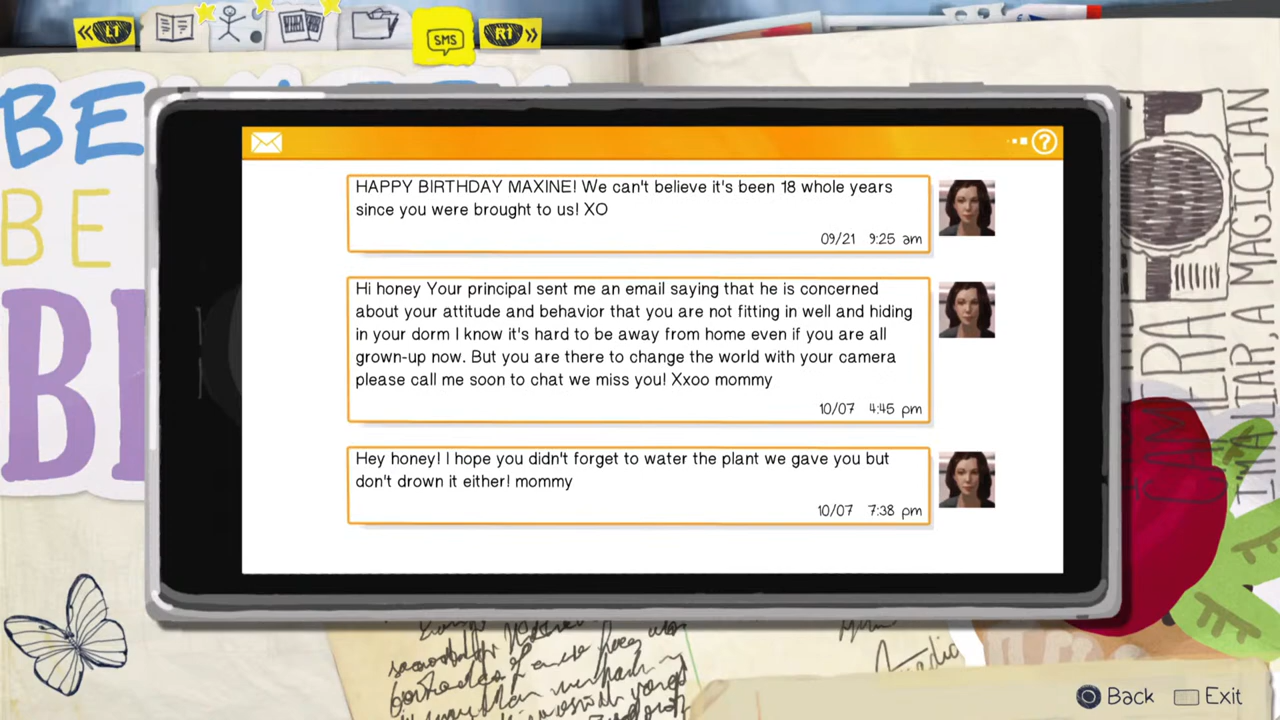 L1
SMS
R1
BE
BE
HAPPY BIRTHDAY MAXINE! We can't believe it's been 18 whole years
since you were brought to us! XO
09/21 9:25 am
Hi honey Your principal sent me an email saying that he is concerned
about your attitude and behavior that you are not fitting in well and hiding
in your dorm I know it's hard to be away from home even if you are all
grown-up now. But you are there to change the world with your camera
please call me soon to chat we miss you! Xxoo mommy
10/07 4:45 pm
Hey honey! I hope you didn't forget to water the plant we gave you but
don't drown it either! mommy
10/07 7:38 pm
?
CAMERA
I'M A LIAR, A MAGICIAN
Back
Exit